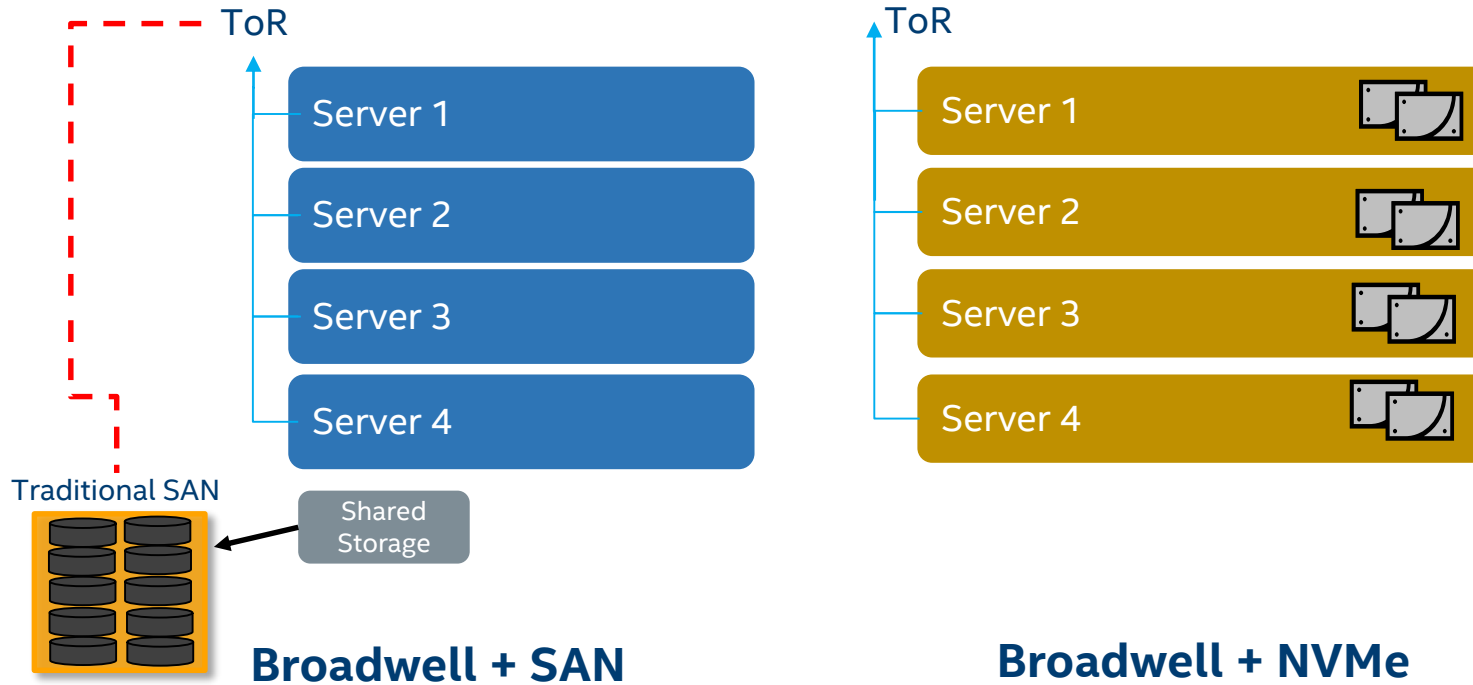 ToR
Server 1
Server 2
Server 3
Server 4
Traditional SAN
Shared
Storage
Broadwell + SAN
ToR
Server 1
Server 2
Server 3
Server 4
Broadwell + NVMe